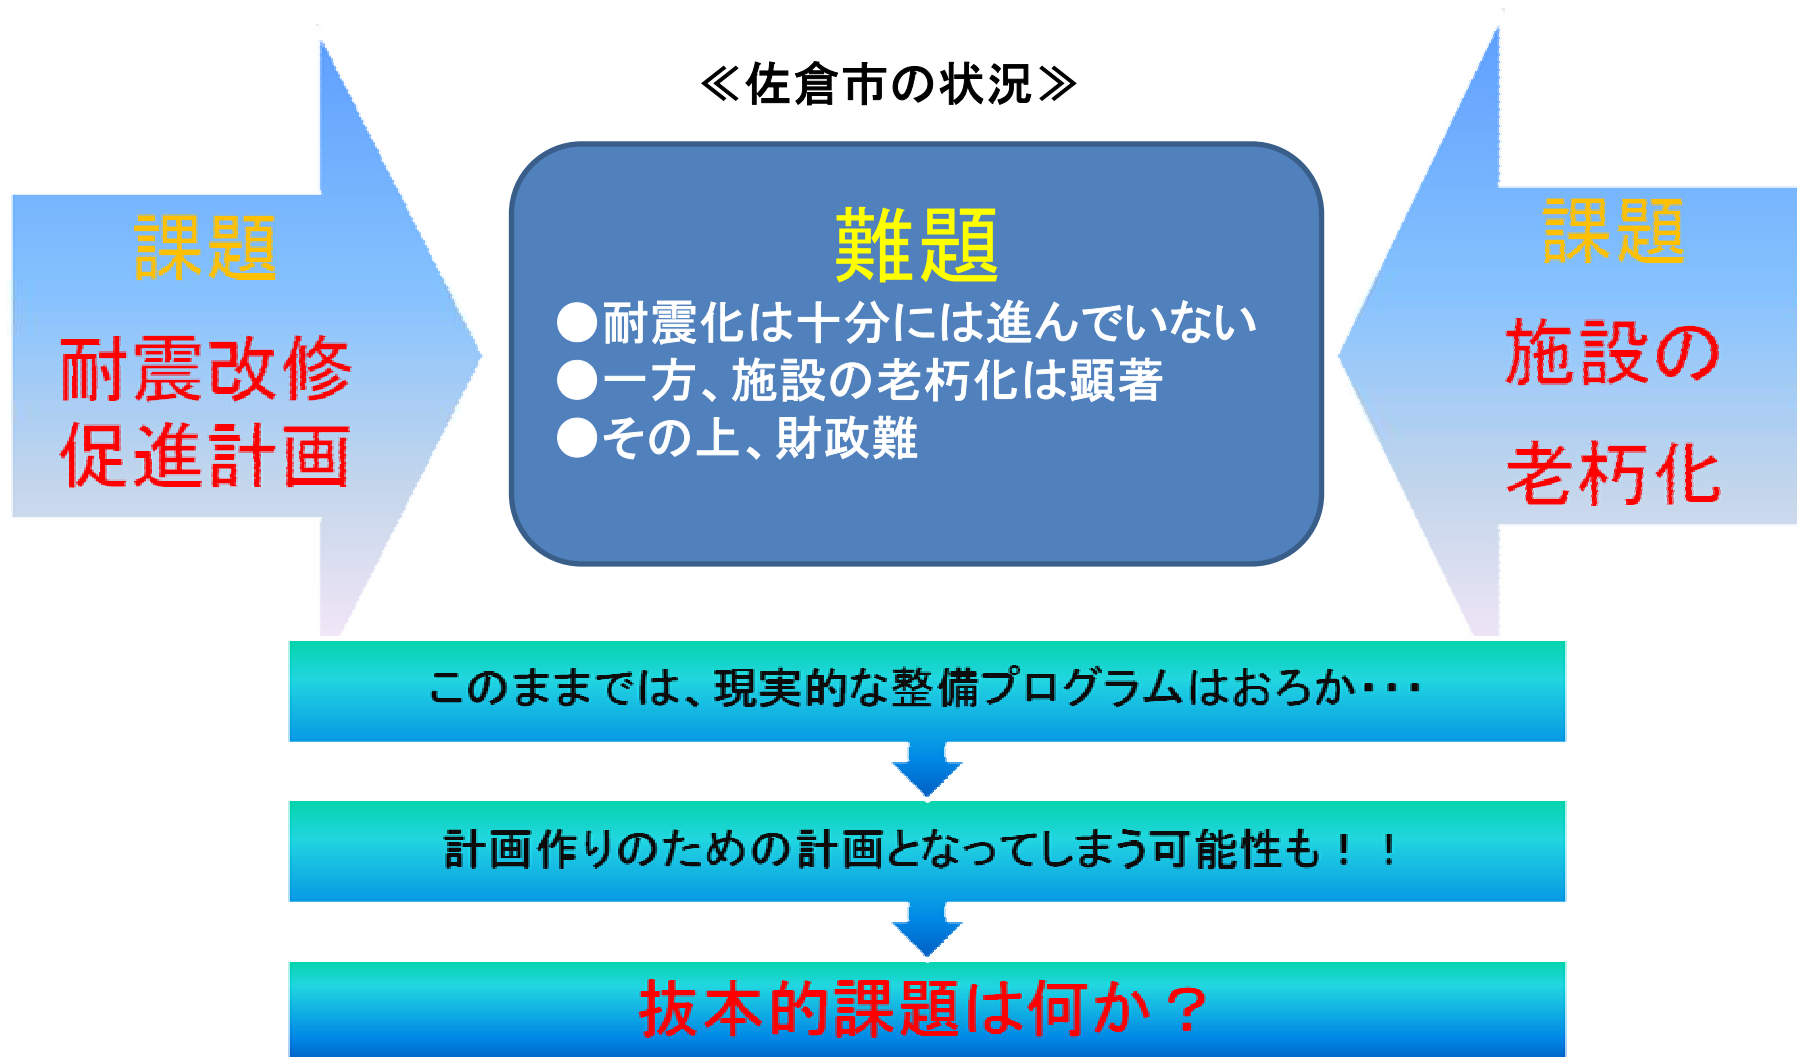 ≪佐倉市の状況≫
課題
耐震改修
促進計画
難題
●耐震化は十分には進んでいない
●一方、施設の老朽化は顕著
●その上、財政難
課題
施設の
老朽化
このままでは、現実的な整備プログラムはおろか・・・
計画作りのための計画となってしまう可能性も！！
抜本的課題は何か？